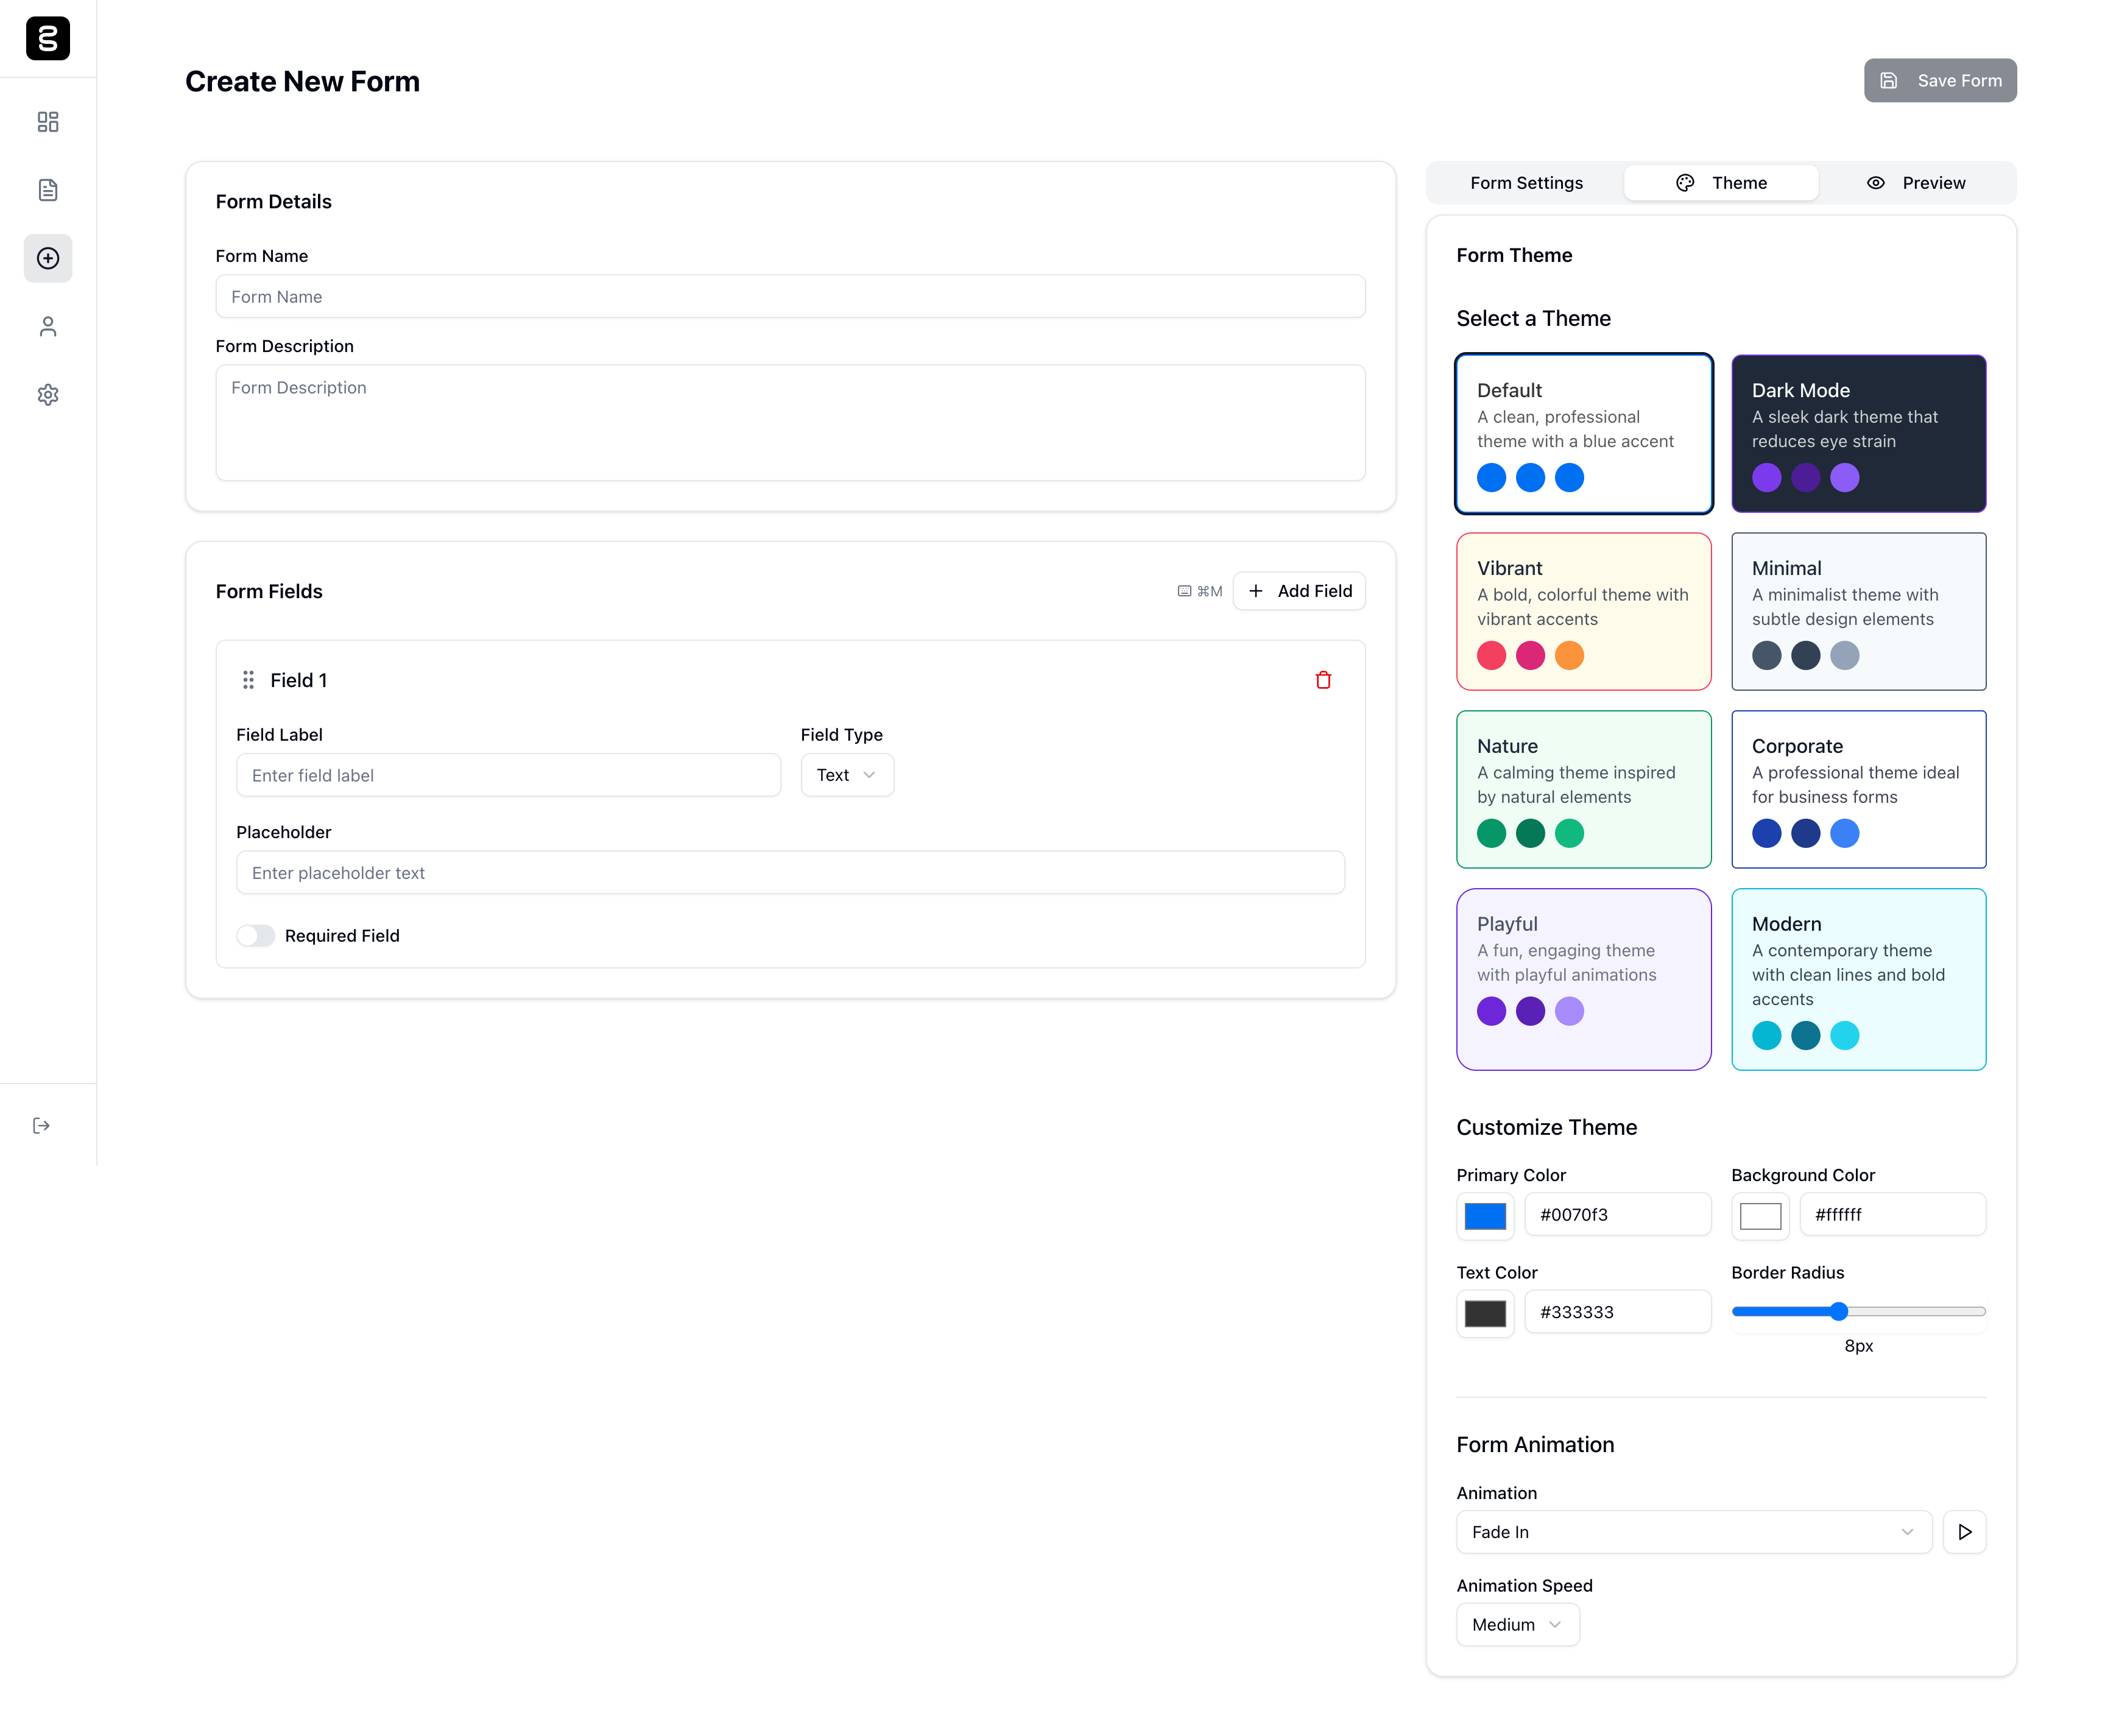 Create New Form
Save Form
Form Details
Form Name
Form Name
Form Description
Form Description
Form Fields
⌘M
Add Field
Field 1
Field Label
Field Type
Enter field label
Text
Placeholder
Enter placeholder text
Required Field
Form Settings
Theme
Preview
Form Theme
Select a Theme
Default
A clean, professional
theme with a blue accent
Dark Mode
A sleek dark theme that
reduces eye strain
Vibrant
A bold, colorful theme with
vibrant accents
Minimal
A minimalist theme with
subtle design elements
Nature
A calming theme inspired
by natural elements
Corporate
A professional theme ideal
for business forms
Playful
A fun, engaging theme
with playful animations
Modern
A contemporary theme
with clean lines and bold
accents
Customize Theme
Primary Color
Background Color
#0070f3
#ffffff
Text Color
Border Radius
#333333
8px
Form Animation
Animation
Fade In
Animation Speed
Medium